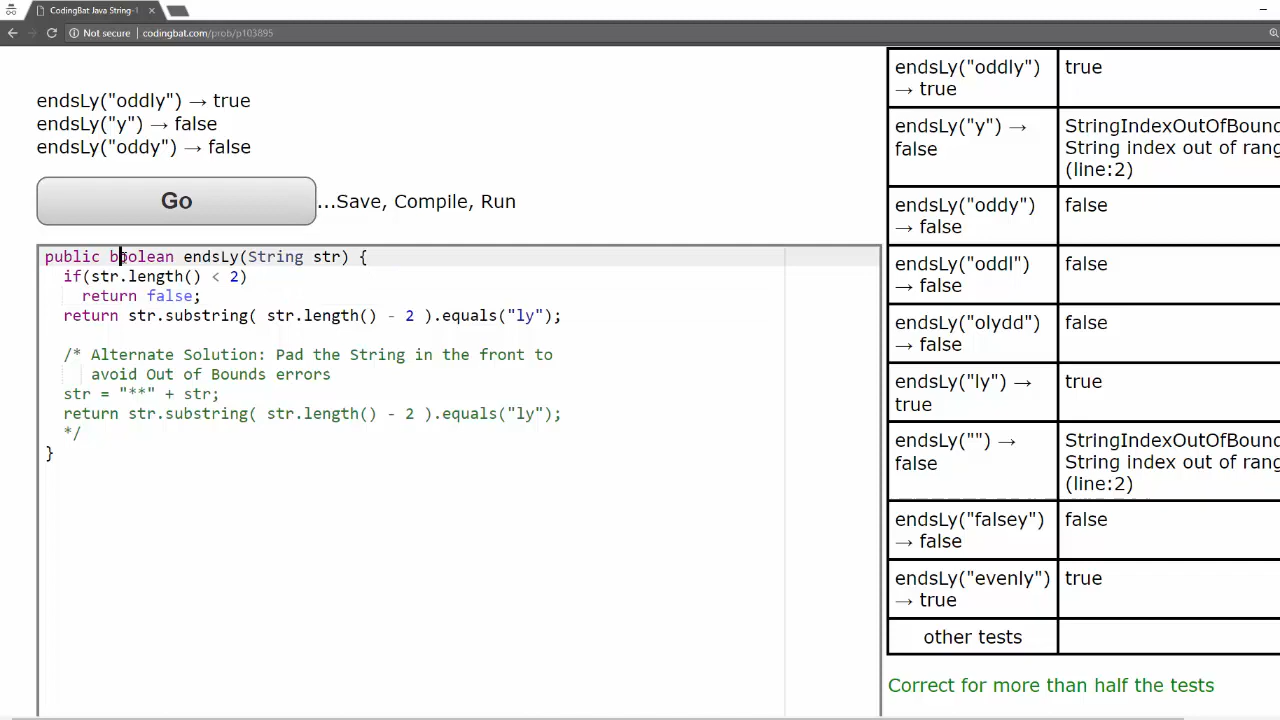 CodingBat Java String-1
Not secure | codingbat.com/prob/p103895
endsLy("oddly") → true
endsLy("y") → false
endsLy("oddy") → false
Go
...Save, Compile, Run
public boolean endsLy(String str) {
if(str.length() < 2)
return false;
return str.substring( str.length() - 2 ).equals("ly");
/* Alternate Solution: Pad the String in the front to
avoid Out of Bounds errors
str = "**" + str;
return str.substring( str.length() - 2 ).equals("ly");
*/
}
endsLy("oddly")
→ true
true
endsLy("y") →
false
StringIndexOutOfBound
String index out of rang
(line:2)
endsLy("oddy")
→ false
false
endsLy("oddl")
→ false
false
endsLy("olydd")
→ false
false
endsLy("ly") →
true
true
endsLy("") →
false
StringIndexOutOfBound
String index out of rang
(line:2)
endsLy("falsey")
→ false
false
endsLy("evenly")
→ true
true
other tests
Correct for more than half the tests